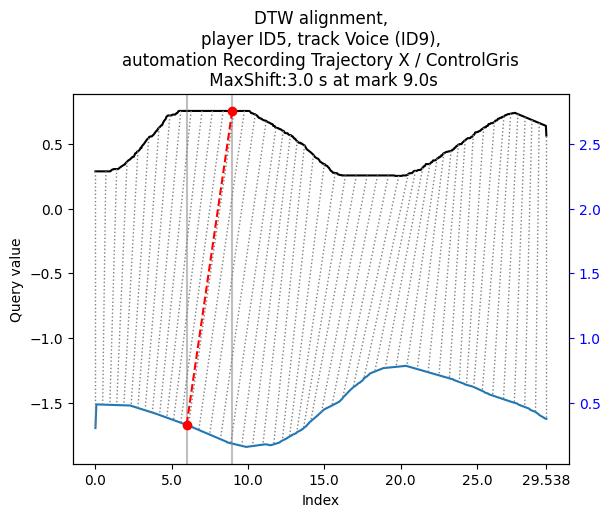 DTW alignment,
player ID5, track Voice (ID9),
automation Recording Trajectory X / ControlGris
MaxShift:3.0 s at mark 9.0s
0.5
0.0
−0.5
−1.0
−1.5
Query value
2.5
2.0
1.5
1.0
0.5
0.0 5.0 10.0 15.0 20.0 25.0 29.538
Index